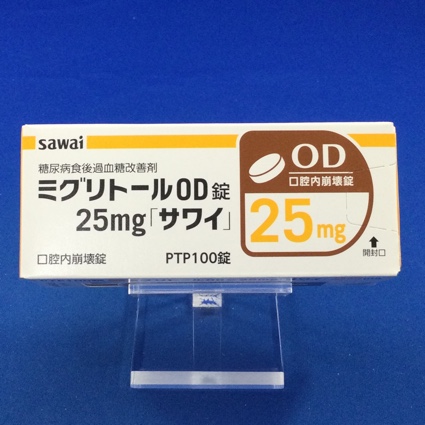 sawai
糖尿病食後過血糖改善剤
ミグリトールOD錠
25mg「サワイ」
口腔内崩壊錠
PTP100錠
OD
口腔内崩壊錠
25mg
開封口